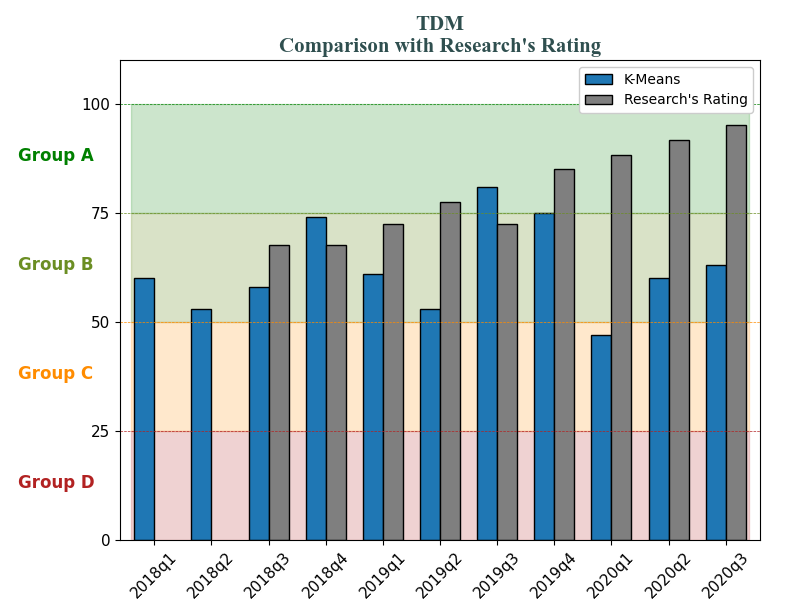 TDM
Comparison with Research's Rating
K-Means
Research's Rating
100
Group A
75
Group B
50
Group C
25
Group D
0
2018q1
2018q2
2018q3
2018q4
2019q1
2019q2
2019q3
2019q4
2020q1
2020q2
2020q3